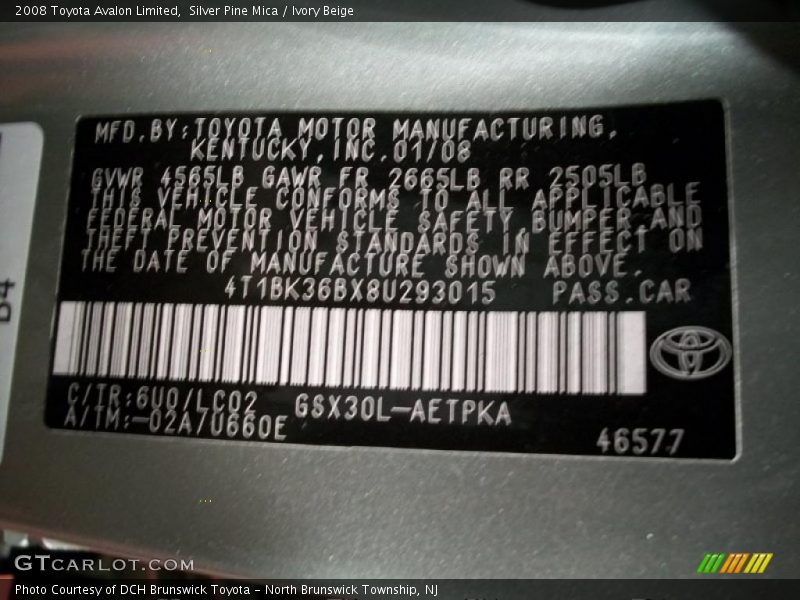 2008 Toyota Avalon Limited,  Silver Pine Mica / Ivory Beige
MFD.BY:TOYOTA MOTOR MANUFACTURING,
KENTUCKY,INC.01/08
GVWR 4565LB GAWR FR 2665LB RR 2505LB
THIS VEHICLE CONFORMS TO ALL APPLICABLE
FEDERAL MOTOR VEHICLE SAFETY BUMPER AND
THEFT PREVENTION STANDARDS IN EFFECT ON
THE DATE OF MANUFACTURE SHOWN ABOVE.
4T1BK36BX8U293015 PASS.CAR
C/TR:6U0/LC02 GSX30L-AETPKA
A/TM:-02A/U660E
46577
D4
GTCARLOT.COM
Photo Courtesy of DCH Brunswick Toyota – North Brunswick Township, NJ